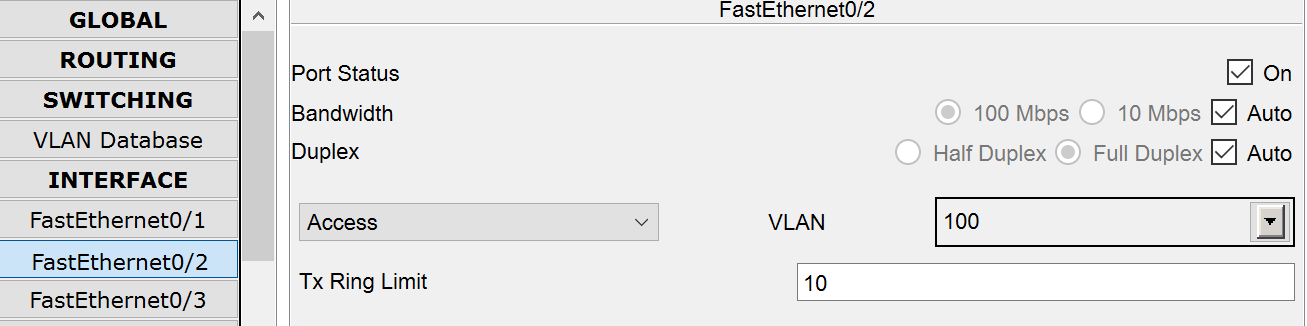 GLOBAL
ROUTING
SWITCHING
VLAN Database
INTERFACE
FastEthernet0/1
FastEthernet0/2
FastEthernet0/3
FastEthernet0/2
Port Status On
Bandwidth 100 Mbps 10 Mbps Auto
Duplex Half Duplex Full Duplex Auto
Access VLAN 100
Tx Ring Limit 10